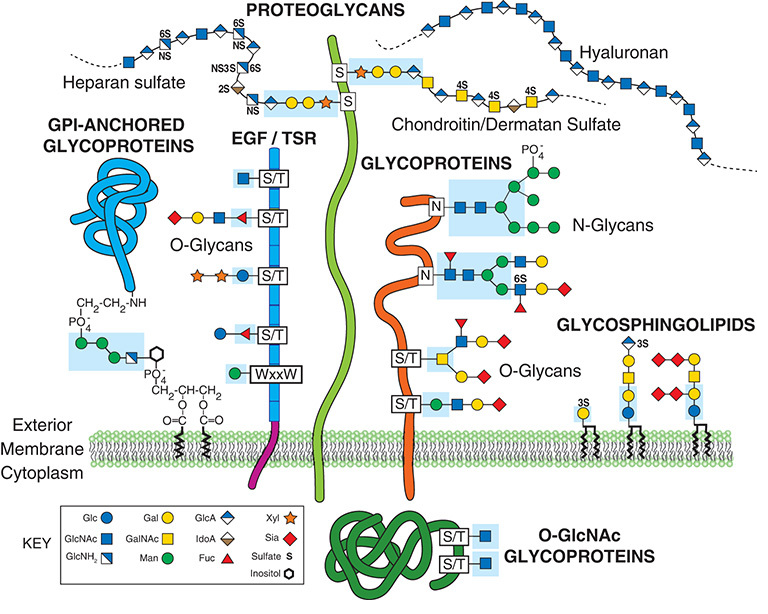 PROTEOGLYCANS
6S
NS
6S
NS
Heparan sulfate
NS3S
6S
2S
NS
S
S
4S
4S
4S
Hyaluronan
Chondroitin/Dermatan Sulfate
GPI-ANCHORED
GLYCOPROTEINS
CH2-CH2-NH
PO4-
PO4-
CH2-CH-CH2
O O
O=C C=O
EGF / TSR
S/T
S/T
O-Glycans
S/T
S/T
WxxW
GLYCOPROTEINS
PO4-
N
N-Glycans
N
6S
S/T
O-Glycans
S/T
GLYCOSPHINGOLIPIDS
3S
3S
Exterior
Membrane
Cytoplasm
KEY
Glc Gal GlcA Xyl
GlcNAc GalNAc IdoA Sia
GlcNH2 Man Fuc Sulfate S
Inositol
S/T
S/T
O-GlcNAc
GLYCOPROTEINS